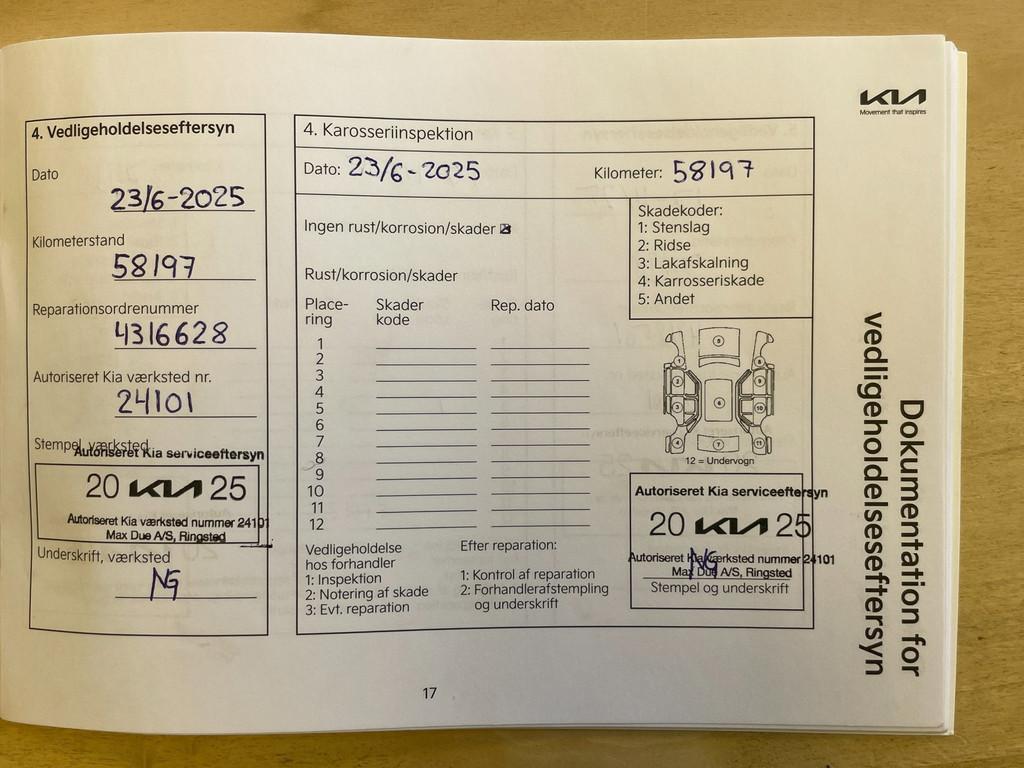 KIA
Movement that inspires
Dokumentation for
vedligeholdelseseftersyn
4. Vedligeholdelseseftersyn
Dato
23/6-2025
Kilometerstand
58197
Reparationsordrenummer
4316628
Autoriseret Kia værksted nr.
24101
Stempel, værksted
Autoriseret Kia serviceeftersyn
20 KIA 25
Autoriseret Kia værksted nummer 24101
Max Due A/S, Ringsted
Underskrift, værksted
NG
4. Karosseriinspektion
Dato: 23/6-2025 Kilometer: 58197
Ingen rust/korrosion/skader
Skadekoder:
1: Stenslag
2: Ridse
3: Lakafskalning
4: Karrosseriskade
5: Andet
Rust/korrosion/skader
Place- Skader Rep. dato
ring kode
1
2
3
4
5
6
7
8
9
10
11
12
12 = Undervogn
Vedligeholdelse
hos forhandler
1: Inspektion
2: Notering af skade
3: Evt. reparation
Efter reparation:
1: Kontrol af reparation
2: Forhandlerafstempling
og underskrift
Autoriseret Kia serviceeftersyn
20 KIA 25
Autoriseret Kia værksted nummer 24101
Max Due A/S, Ringsted
NG
Stempel og underskrift
17